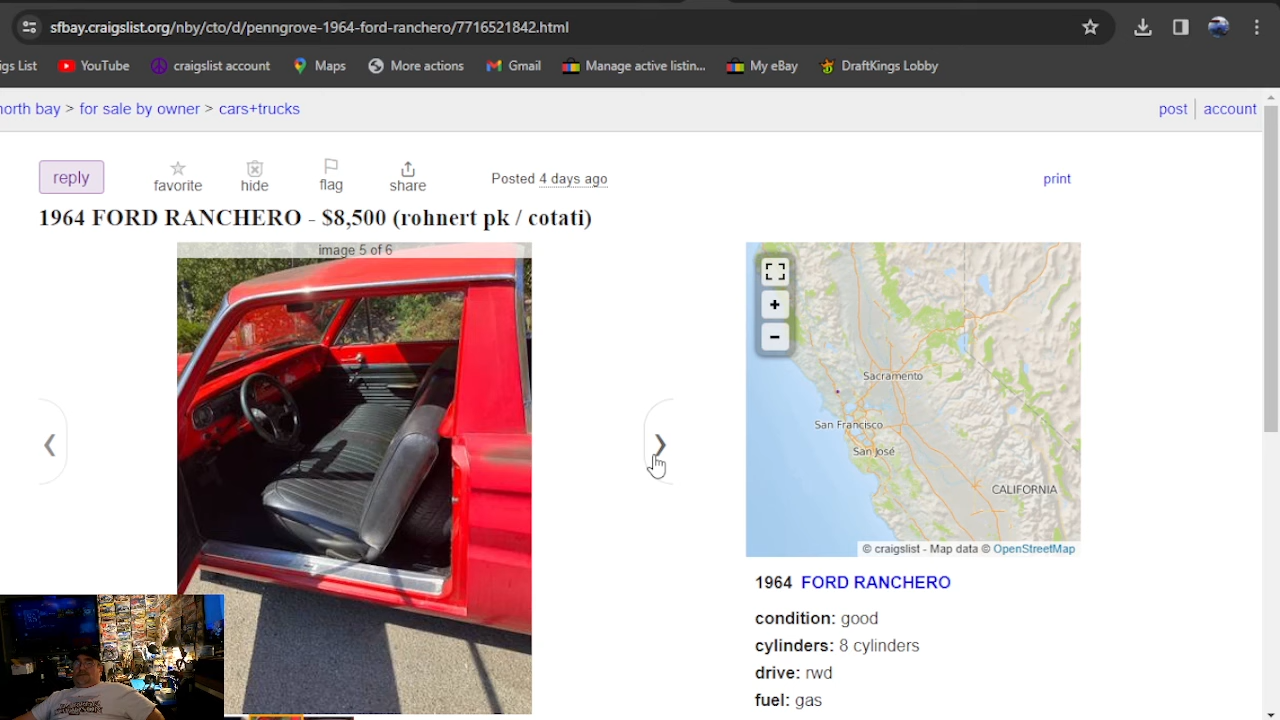 sfbay.craigslist.org/nby/cto/d/penngrove-1964-ford-ranchero/7716521842.html
igs List YouTube craigslist account Maps More actions Gmail Manage active listin... My eBay DraftKings Lobby
north bay > for sale by owner > cars+trucks post account
reply favorite hide flag share Posted 4 days ago print
1964 FORD RANCHERO - $8,500 (rohnert pk / cotati)
image 5 of 6
+
−
Sacramento
San Francisco
San José
CALIFORNIA
© craigslist - Map data © OpenStreetMap
1964 FORD RANCHERO
condition: good
cylinders: 8 cylinders
drive: rwd
fuel: gas